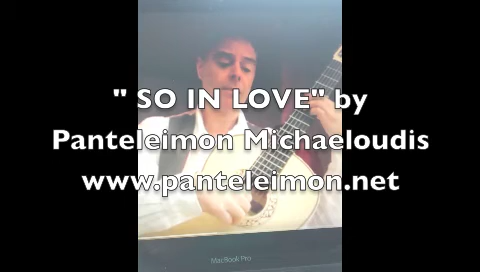 " SO IN LOVE" by
Panteleimon Michaeloudis
www.panteleimon.net
MacBook Pro